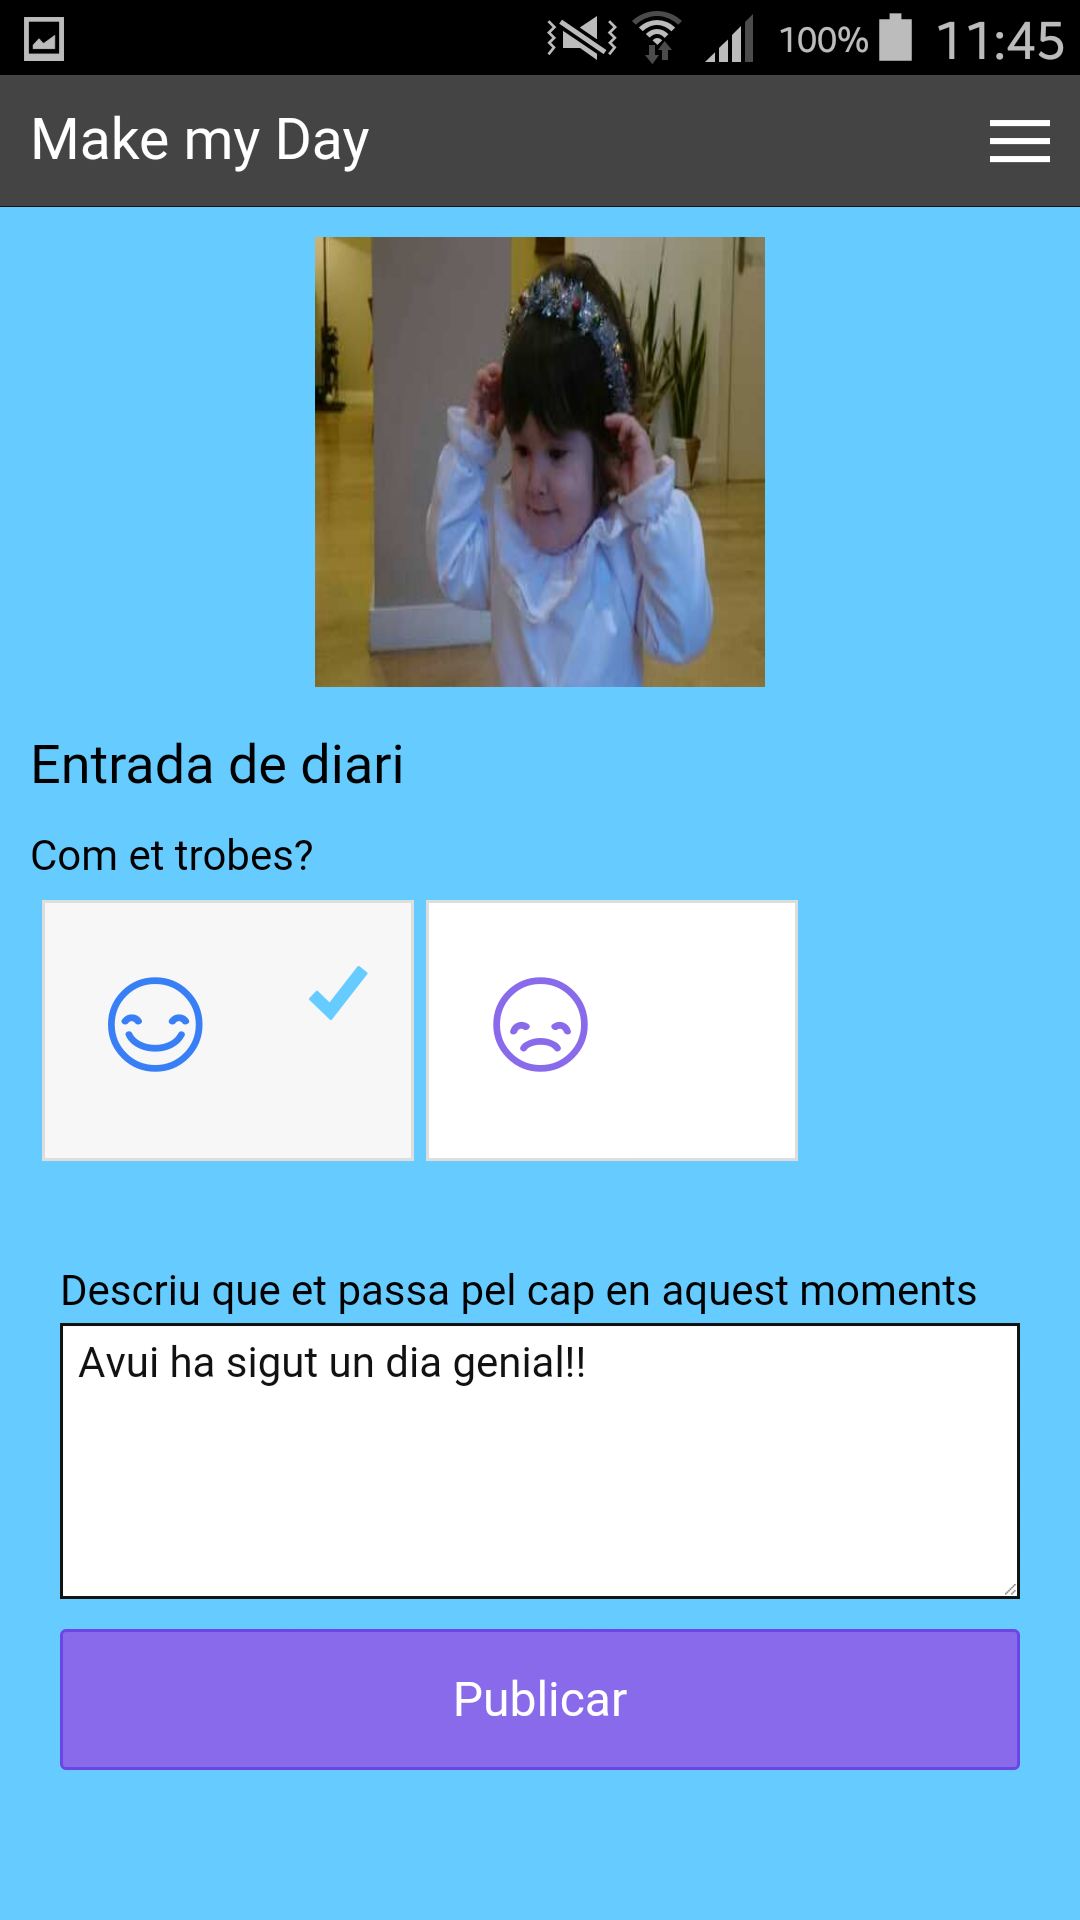 100% 11:45
Make my Day
Entrada de diari
Com et trobes?
Descriu que et passa pel cap en aquest moments
Avui ha sigut un dia genial!!
Publicar